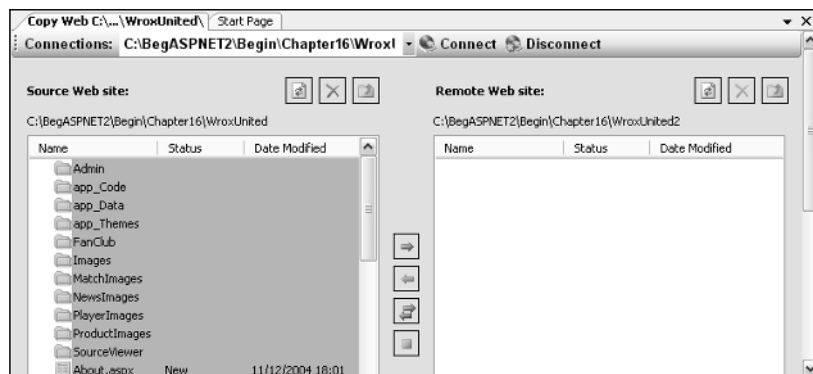 Copy Web C:\...\WroxUnited\ Start Page
Connections: C:\BegASPNET2\Begin\Chapter16\Wroxl Connect Disconnect
Source Web site: Remote Web site:
C:\BegASPNET2\Begin\Chapter16\WroxUnited C:\BegASPNET2\Begin\Chapter16\WroxUnited2
Name Status Date Modified Name Status Date Modified
Admin
app_Code
app_Data
app_Themes
FanClub
Images
MatchImages
NewsImages
PlayerImages
ProductImages
SourceViewer
About.aspx New 11/12/2004 18:01